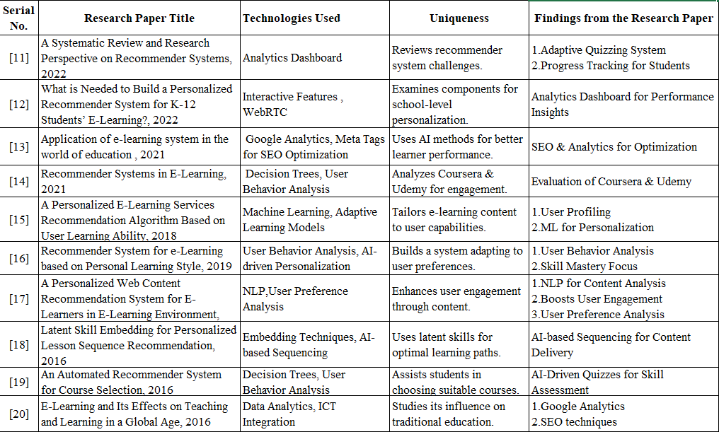 Serial No. | Research Paper Title | Technologies Used | Uniqueness | Findings from the Research Paper
[11] | A Systematic Review and Research Perspective on Recommender Systems, 2022 | Analytics Dashboard | Reviews recommender system challenges. | 1.Adaptive Quizzing System 2.Progress Tracking for Students
[12] | What is Needed to Build a Personalized Recommender System for K-12 Students' E-Learning?, 2022 | Interactive Features , WebRTC | Examines components for school-level personalization. | Analytics Dashboard for Performance Insights
[13] | Application of e-learning system in the world of education , 2021 | Google Analytics, Meta Tags for SEO Optimization | Uses AI methods for better learner performance. | SEO & Analytics for Optimization
[14] | Recommender Systems in E-Learning, 2021 | Decision Trees, User Behavior Analysis | Analyzes Coursera & Udemy for engagement. | Evaluation of Coursera & Udemy
[15] | A Personalized E-Learning Services Recommendation Algorithm Based on User Learning Ability, 2018 | Machine Learning, Adaptive Learning Models | Tailors e-learning content to user capabilities. | 1.User Profiling 2.ML for Personalization
[16] | Recommender System for e-Learning based on Personal Learning Style, 2019 | User Behavior Analysis, AI-driven Personalization | Builds a system adapting to user preferences. | 1.User Behavior Analysis 2.Skill Mastery Focus
[17] | A Personalized Web Content Recommendation System for E-Learners in E-Learning Environment, | NLP,User Preference Analysis | Enhances user engagement through content. | 1.NLP for Content Analysis 2.Boosts User Engagement 3.User Preference Analysis
[18] | Latent Skill Embedding for Personalized Lesson Sequence Recommendation, 2016 | Embedding Techniques, AI-based Sequencing | Uses latent skills for optimal learning paths. | AI-based Sequencing for Content Delivery
[19] | An Automated Recommender System for Course Selection, 2016 | Decision Trees, User Behavior Analysis | Assists students in choosing suitable courses. | AI-Driven Quizzes for Skill Assessment
[20] | E-Learning and Its Effects on Teaching and Learning in a Global Age, 2016 | Data Analytics, ICT Integration | Studies its influence on traditional education. | 1.Google Analytics 2.SEO techniques